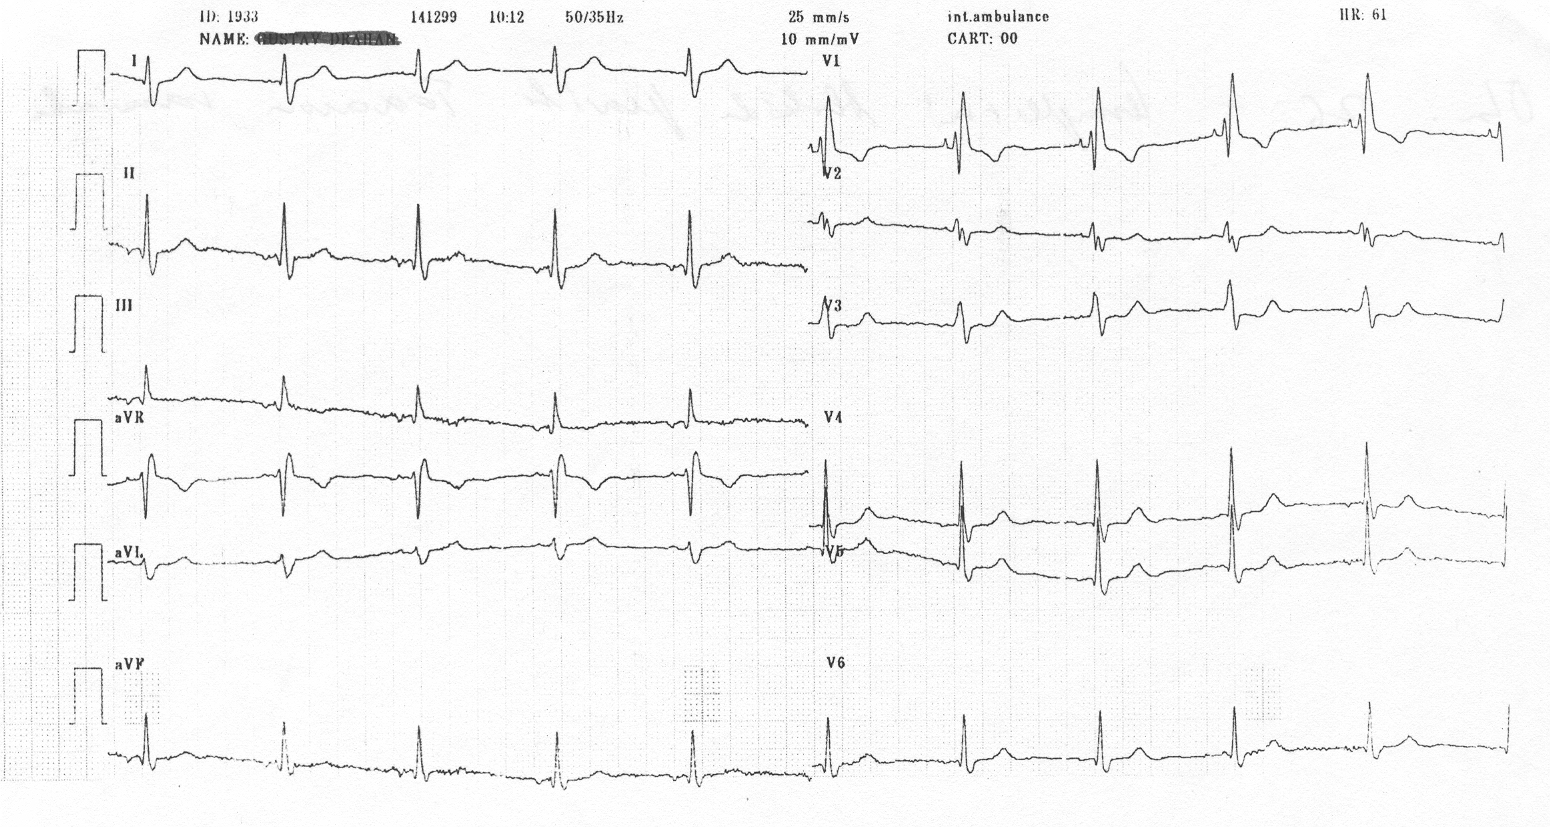 ID: 1933 141299 10:12 50/35Hz 25 mm/s int.ambulance HR: 61
NAME: 10 mm/mV CART: 00
I
II
III
aVR
aVL
aVF
V1
V2
V3
V4
V5
V6